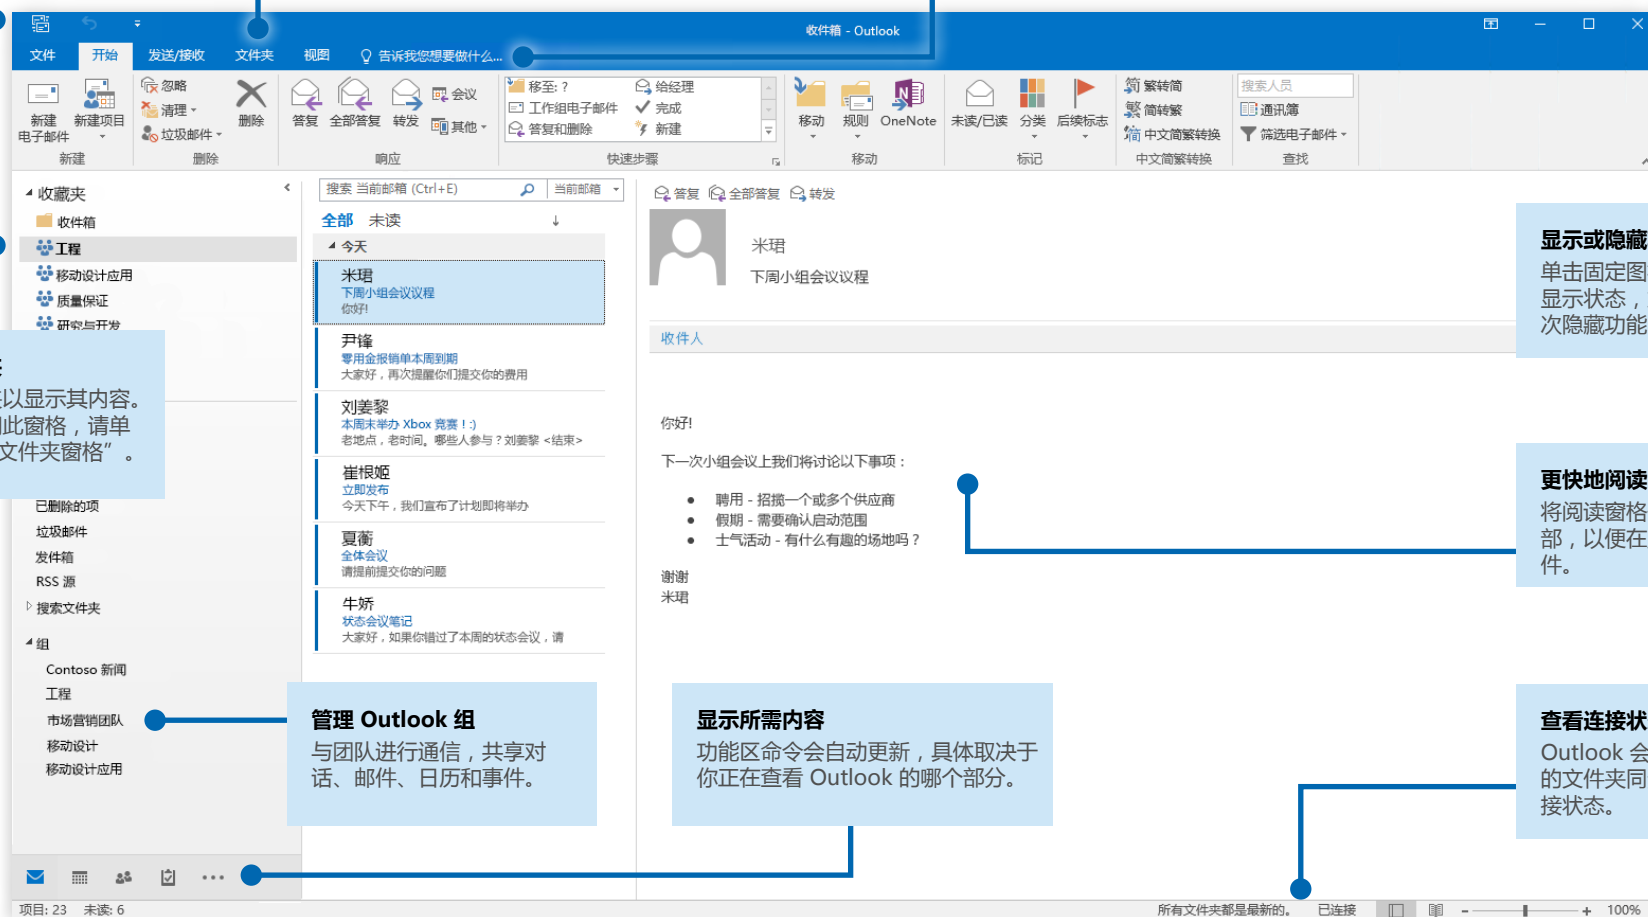 收件箱 - Outlook
文件 开始 发送/接收 文件夹 视图 告诉我您想要做什么...
新建
电子邮件
新建项目
新建
忽略
清理
垃圾邮件
删除
删除
答复 全部答复 转发
会议
其他
响应
移至: ?
工作组电子邮件
答复和删除
给经理
完成
新建
快速步骤
移动 规则 OneNote
移动
未读/已读 分类 后续标志
标记
繁转简
简转繁
中文简繁转换
中文简繁转换
搜索人员
通讯簿
筛选电子邮件
查找
收藏夹
收件箱
工程
移动设计应用
质量保证
研究与开发
以显示其内容。
此窗格，请单
文件夹窗格”。
已删除的项
垃圾邮件
发件箱
RSS 源
搜索文件夹
组
Contoso 新闻
工程
市场营销团队
移动设计
移动设计应用
搜索 当前邮箱 (Ctrl+E) 当前邮箱
全部 未读 ↓
今天
米珺
下周小组会议议程
你好!
尹锋
零用金报销单本周到期
大家好，再次提醒你们提交你的费用
刘姜黎
本周末举办 Xbox 竞赛！:)
老地点，老时间。哪些人参与？刘姜黎 <结束>
崔根姬
立即发布
今天下午，我们宣布了计划即将举办
夏蘅
全体会议
请提前提交你的问题
牛娇
状态会议笔记
大家好，如果你错过了本周的状态会议，请
答复 全部答复 转发
米珺
下周小组会议议程
收件人
你好!
下一次小组会议上我们将讨论以下事项：
● 聘用 - 招揽一个或多个供应商
● 假期 - 需要确认启动范围
● 士气活动 - 有什么有趣的场地吗？
谢谢
米珺
显示或隐藏
单击固定图
显示状态，
次隐藏功能
更快地阅读
将阅读窗格
部，以便在
件。
管理 Outlook 组
与团队进行通信，共享对
话、邮件、日历和事件。
显示所需内容
功能区命令会自动更新，具体取决于
你正在查看 Outlook 的哪个部分。
查看连接状
Outlook 会
的文件夹同
接状态。
项目: 23 未读: 6
所有文件夹都是最新的。 已连接 100%